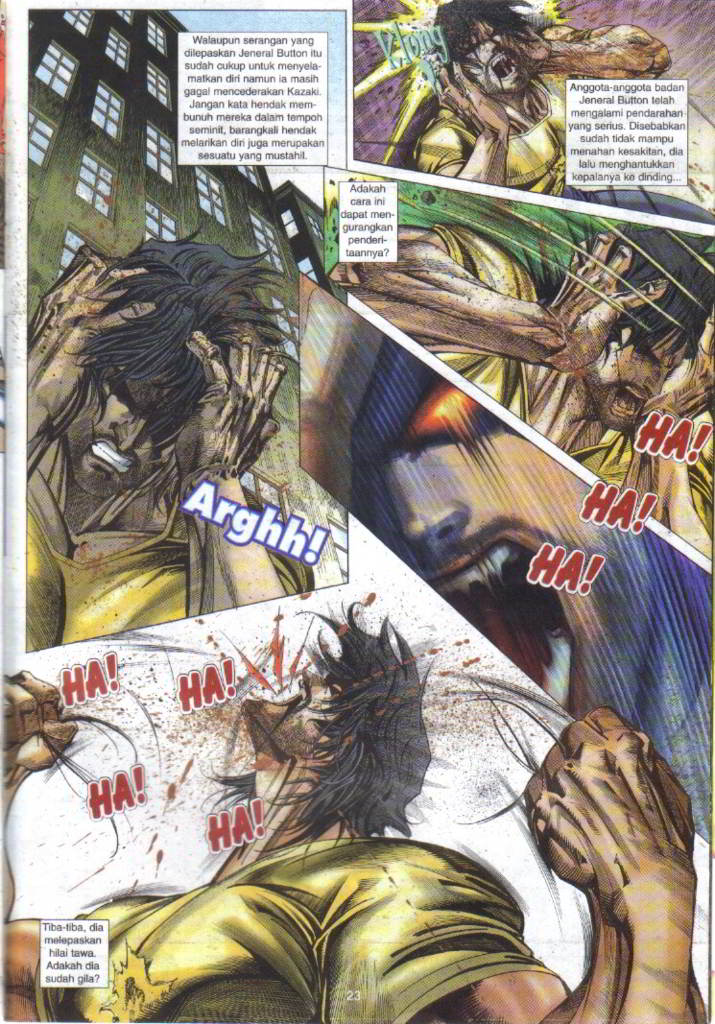 Walaupun serangan yang
dilepaskan Jeneral Button itu
sudah cukup untuk menyela-
matkan diri namun ia masih
gagal mencederakan Kazaki.
Jangan kata hendak mem-
bunuh mereka dalam tempoh
seminit, barangkali hendak
melarikan diri juga merupakan
sesuatu yang mustahil.
Klong
Anggota-anggota badan
Jeneral Button telah
mengalami pendarahan
yang serius. Disebabkan
sudah tidak mampu
menahan kesakitan, dia
lalu menghantukkan
kepalanya ke dinding...
Adakah
cara ini
dapat men-
gurangkan
penderi-
taannya?
Arghh!
HA!
HA!
HA!
HA!
HA!
HA!
HA!
Tiba-tiba, dia
melepaskan
hilai tawa.
Adakah dia
sudah gila?
23